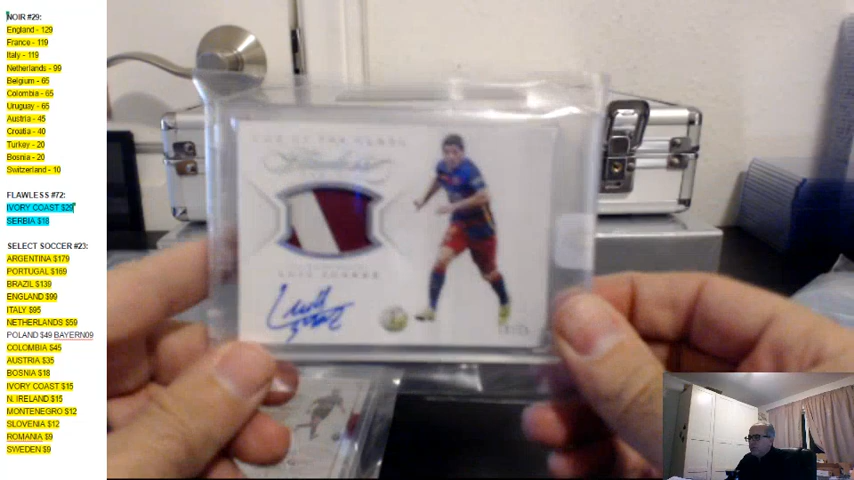 NOIR #29:
England - 129
France - 119
Italy - 119
Netherlands - 99
Belgium - 65
Colombia - 65
Uruguay - 65
Austria - 45
Croatia - 40
Turkey - 20
Bosnia - 20
Switzerland - 10
FLAWLESS #72:
IVORY COAST $29
SERBIA $18
SELECT SOCCER #23:
ARGENTINA $179
PORTUGAL $169
BRAZIL $139
ENGLAND $99
ITALY $95
NETHERLANDS $59
POLAND $49 BAYERN09
COLOMBIA $45
AUSTRIA $35
BOSNIA $18
IVORY COAST $15
N. IRELAND $15
MONTENEGRO $12
SLOVENIA $12
ROMANIA $9
SWEDEN $9
Flawless
LUIS SUAREZ